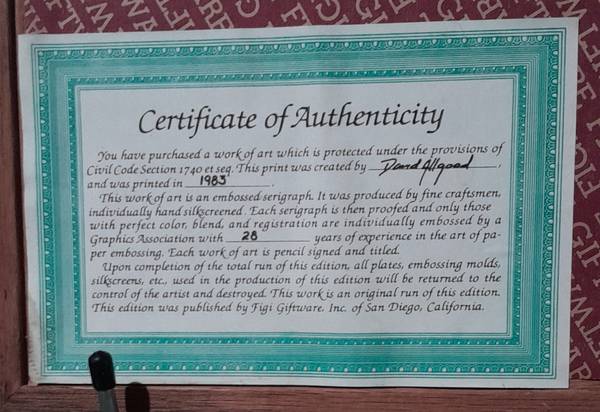 Certificate of Authenticity
You have purchased a work of art which is protected under the provisions of
Civil Code Section 1740 et seq. This print was created by David Allgood,
and was printed in 1983.
This work of art is an embossed serigraph. It was produced by fine craftsmen,
individually hand silkscreened. Each serigraph is then proofed and only those
with perfect color, blend, and registration are individually embossed by a
Graphics Association with 28 years of experience in the art of pa-
per embossing. Each work of art is pencil signed and titled.
Upon completion of the total run of this edition, all plates, embossing molds,
silkscreens, etc., used in the production of this edition will be returned to the
control of the artist and destroyed. This work is an original run of this edition.
This edition was published by Figi Giftware. Inc. of San Diego, California.